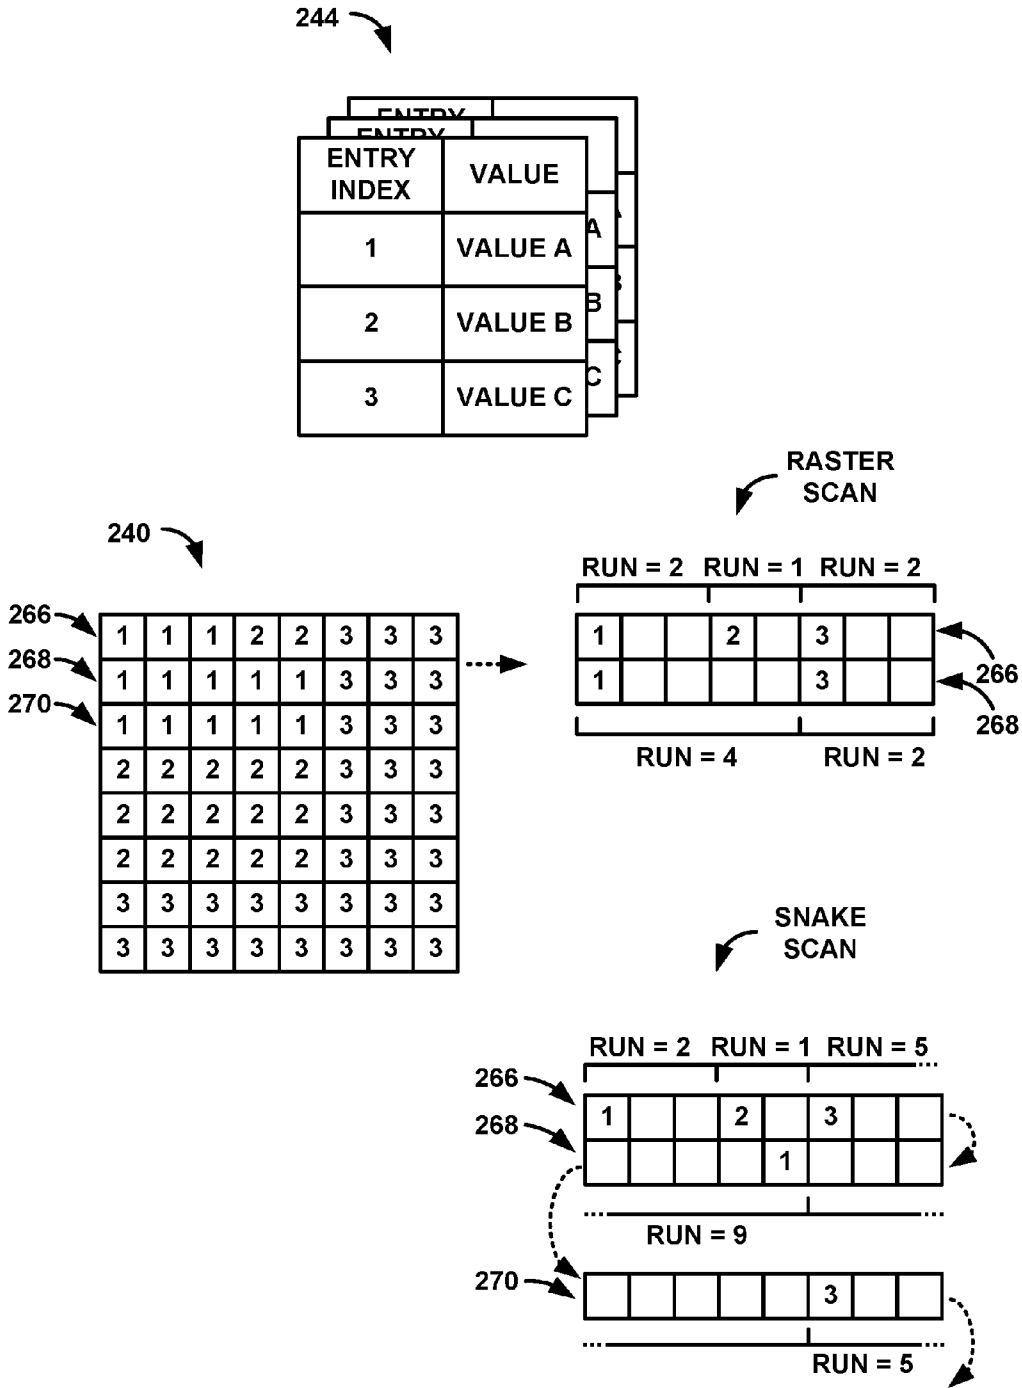 244
ENTRY
ENTRY
ENTRY INDEX VALUE
1 VALUE A A A
2 VALUE B B B
3 VALUE C C
RASTER
SCAN
240
RUN = 2 RUN = 1 RUN = 2
266 1 1 1 2 2 3 3 3
1 2 3 266
268 1 1 1 1 1 3 3 3
1 3 268
270 1 1 1 1 1 3 3 3
RUN = 4 RUN = 2
2 2 2 2 2 3 3 3
2 2 2 2 2 3 3 3
2 2 2 2 2 3 3 3
3 3 3 3 3 3 3 3
3 3 3 3 3 3 3 3
SNAKE
SCAN
RUN = 2 RUN = 1 RUN = 5
266 1 2 3
268 1
RUN = 9
270 3
RUN = 5